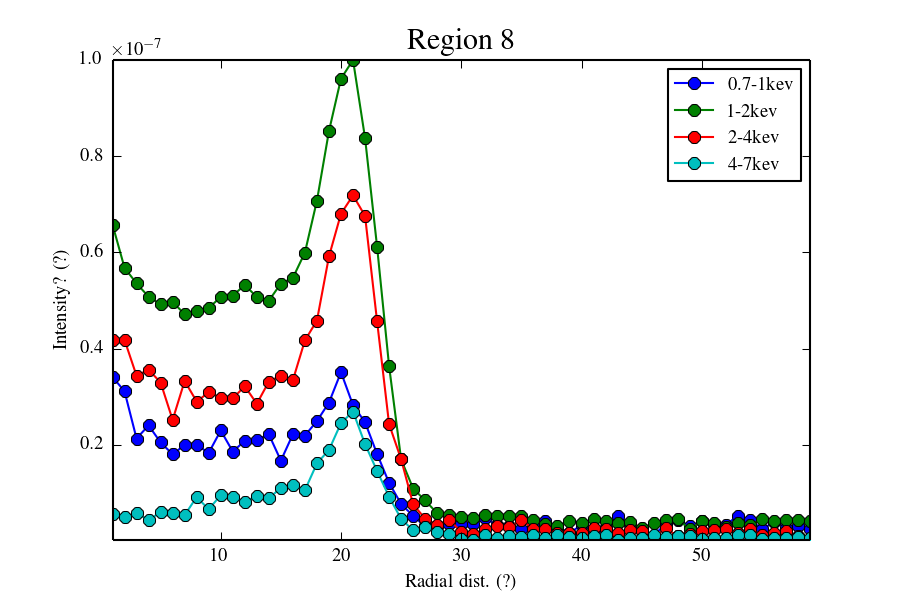 Region 8
×10⁻⁷
1.0
0.8
0.6
0.4
0.2
Intensity? (?)
0.7-1kev
1-2kev
2-4kev
4-7kev
10 20 30 40 50
Radial dist. (?)